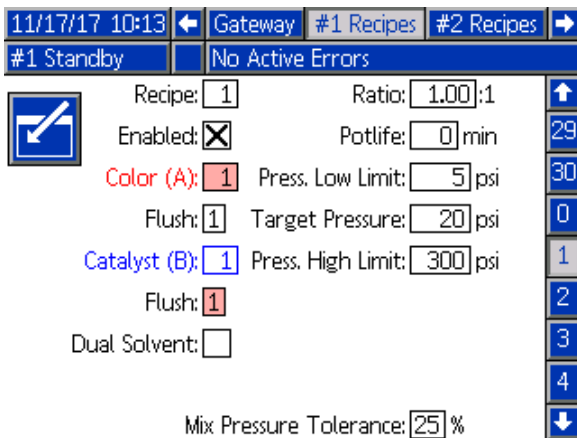 11/17/17 10:13 Gateway #1 Recipes #2 Recipes
#1 Standby No Active Errors
Recipe: 1 Ratio: 1.00 :1
29
Enabled: X Potlife: 0 min
30
Color (A): 1 Press. Low Limit: 5 psi
0
Flush: 1 Target Pressure: 20 psi
1
Catalyst (B): 1 Press. High Limit: 300 psi
2
Flush: 1
3
Dual Solvent:
4
Mix Pressure Tolerance: 25 %